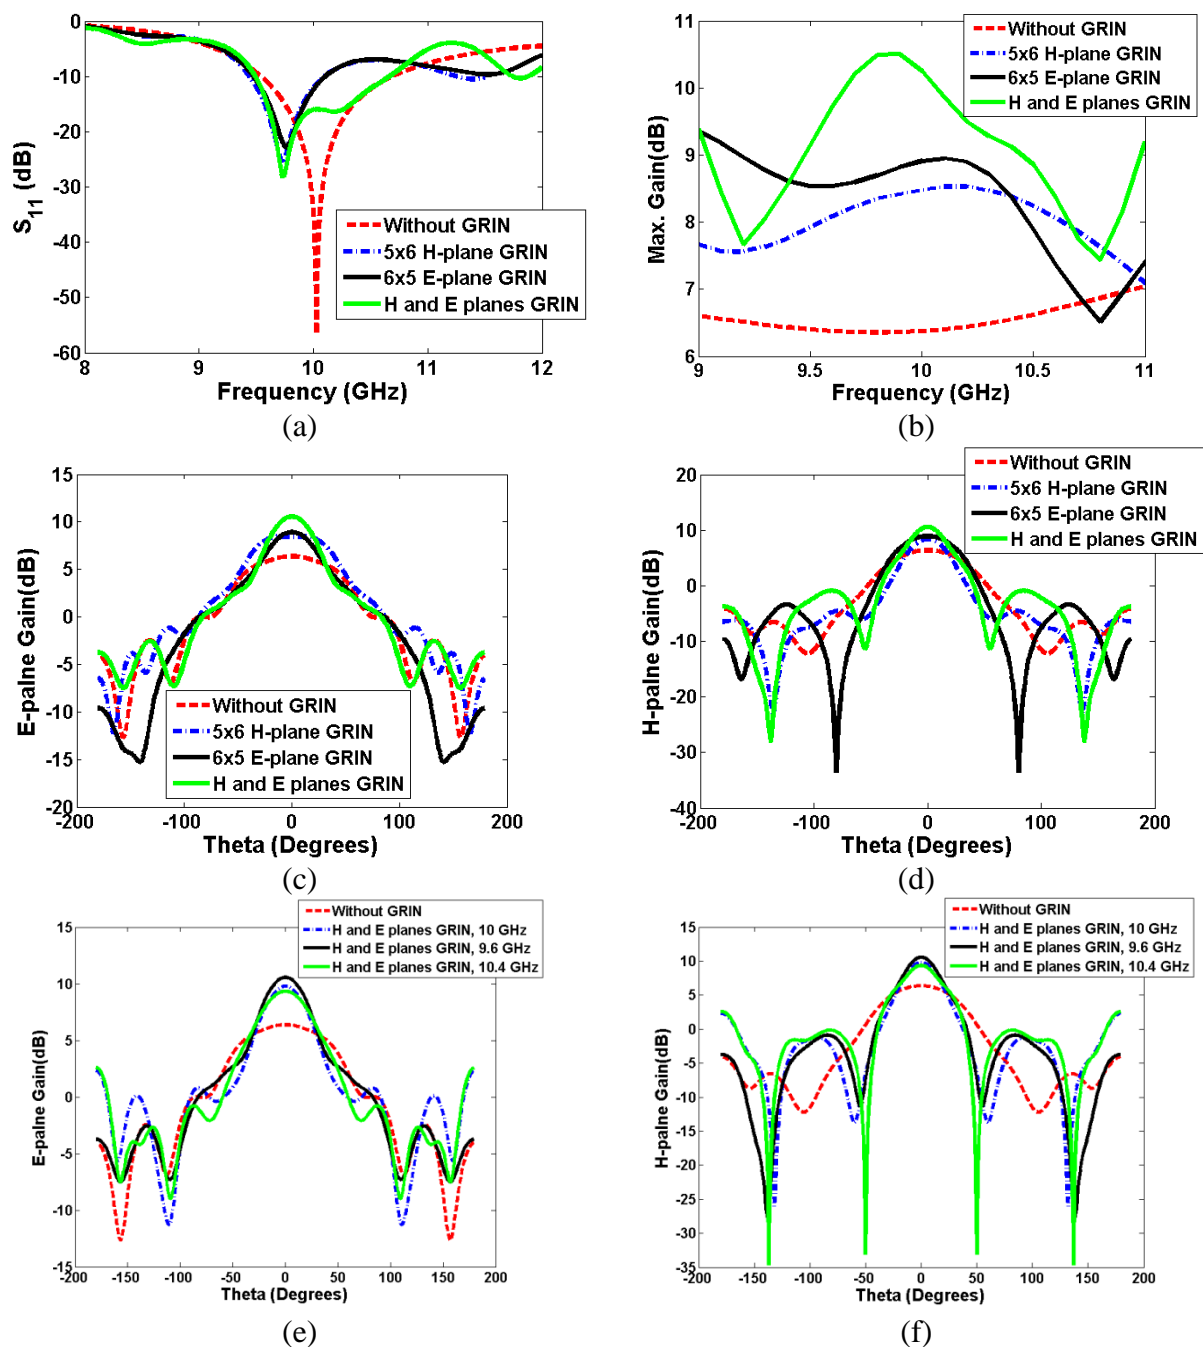 0
-10
-20
-30
-40
-50
-60
8
9
10
11
12
S11 (dB)
Frequency (GHz)
Without GRIN
5x6 H-plane GRIN
6x5 E-plane GRIN
H and E planes GRIN
(a)
11
10
9
8
7
6
9
9.5
10
10.5
11
Max. Gain(dB)
Frequency (GHz)
Without GRIN
5x6 H-plane GRIN
6x5 E-plane GRIN
H and E planes GRIN
(b)
15
10
5
0
-5
-10
-15
-20
-200
-100
0
100
200
E-palne Gain(dB)
Theta (Degrees)
Without GRIN
5x6 H-plane GRIN
6x5 E-plane GRIN
H and E planes GRIN
(c)
20
10
0
-10
-20
-30
-40
-200
-100
0
100
200
H-palne Gain(dB)
Theta (Degrees)
Without GRIN
5x6 H-plane GRIN
6x5 E-plane GRIN
H and E planes GRIN
(d)
15
10
5
0
-5
-10
-15
-200
-150
-100
-50
0
50
100
150
200
E-palne Gain(dB)
Theta (Degrees)
Without GRIN
H and E planes GRIN, 10 GHz
H and E planes GRIN, 9.6 GHz
H and E planes GRIN, 10.4 GHz
(e)
15
10
5
0
-5
-10
-15
-20
-25
-30
-35
-200
-150
-100
-50
0
50
100
150
200
H-palne Gain(dB)
Theta (Degrees)
Without GRIN
H and E planes GRIN, 10 GHz
H and E planes GRIN, 9.6 GHz
H and E planes GRIN, 10.4 GHz
(f)